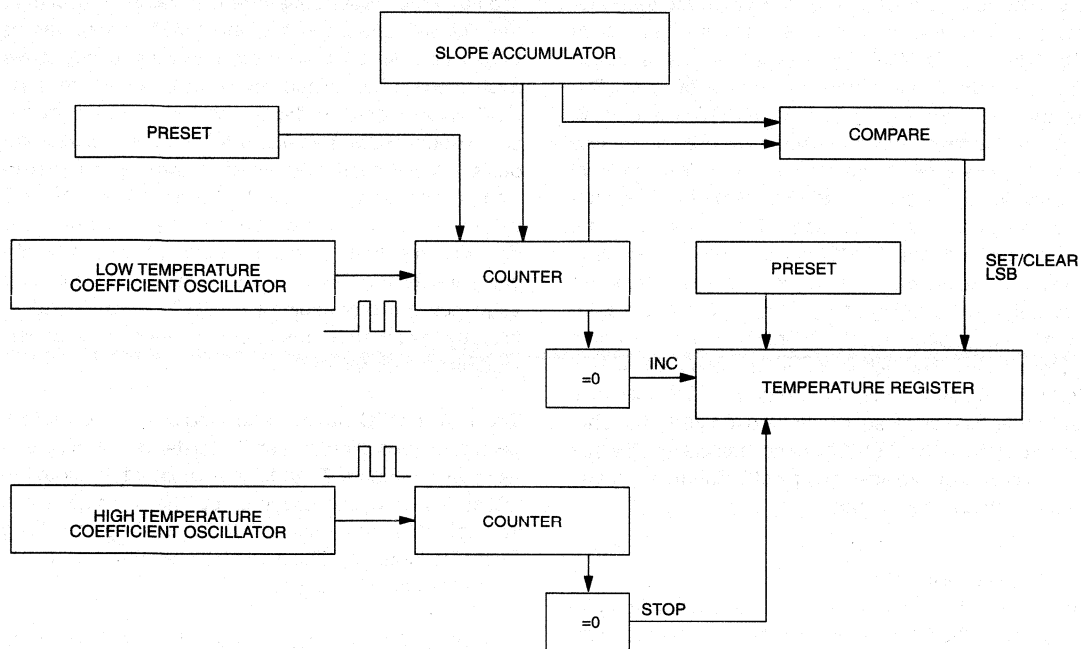 SLOPE ACCUMULATOR
PRESET
COMPARE
LOW TEMPERATURE
COEFFICIENT OSCILLATOR
COUNTER
PRESET
SET/CLEAR
LSB
=0
INC
TEMPERATURE REGISTER
HIGH TEMPERATURE
COEFFICIENT OSCILLATOR
COUNTER
=0
STOP